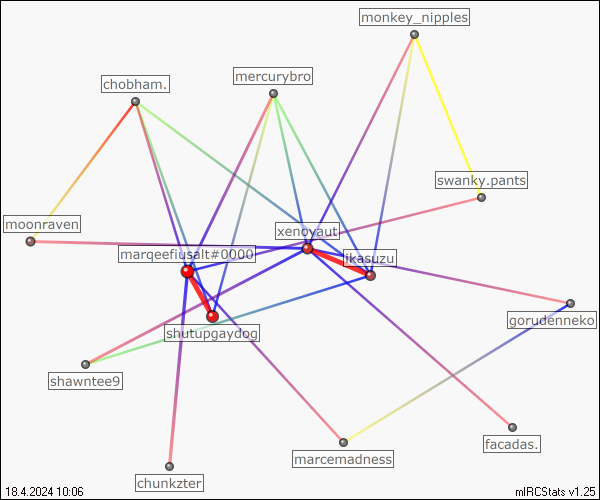 monkey_nipples
mercurybro
chobham.
swanky.pants
moonraven
xenoyaut
marqeefiusalt#0000
ikasuzu
gorudenneko
shutupgaydog
shawntee9
facadas.
marcemadness
chunkzter
18.4.2024 10:06
mIRCStats v1.25